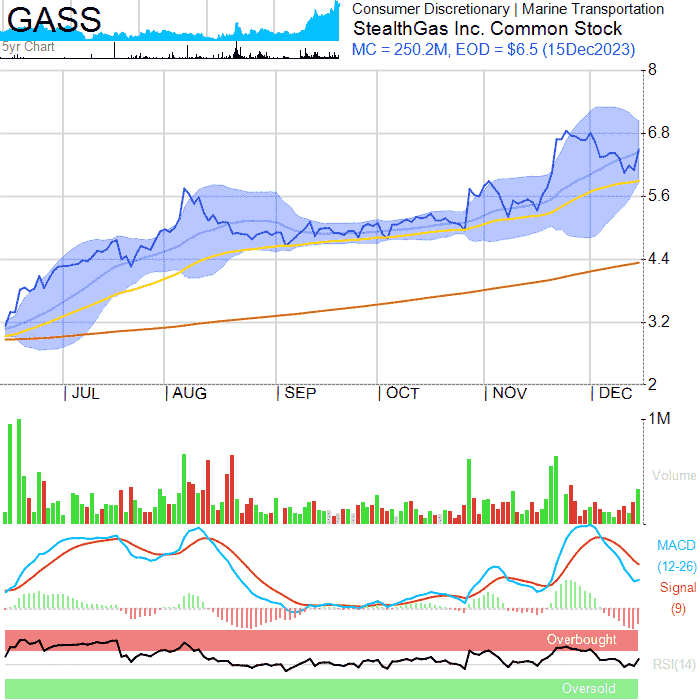 GASS
5yr Chart
Consumer Discretionary | Marine Transportation
StealthGas Inc. Common Stock
MC = 250.2M, EOD = $6.5 (15Dec2023)
8
6.8
5.6
4.4
3.2
2
| JUL | AUG | SEP | OCT | NOV | DEC
1M
Volume
MACD
(12-26)
Signal
(9)
Overbought
RSI(14)
Oversold